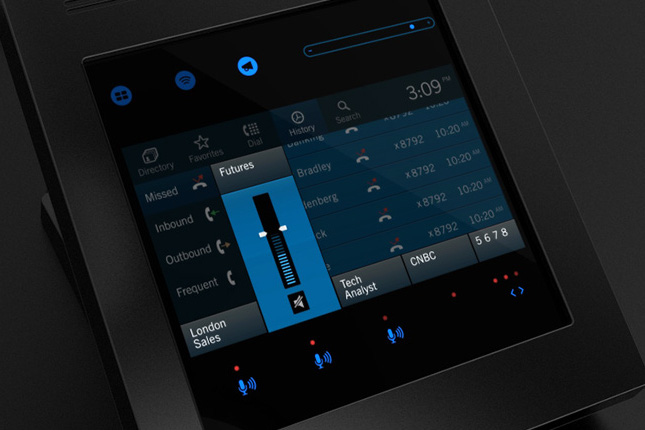 3:09 PM
Directory
Favorites
Dial
History
Search
Missed
Inbound
Outbound
Frequent
Futures
x8792
Bradley
x8792
10:20 AM
x8792
10:20 AM
x8792
10:20 AM
x8792
10:20 AM
London
Sales
Tech
Analyst
CNBC
5 6 7 8